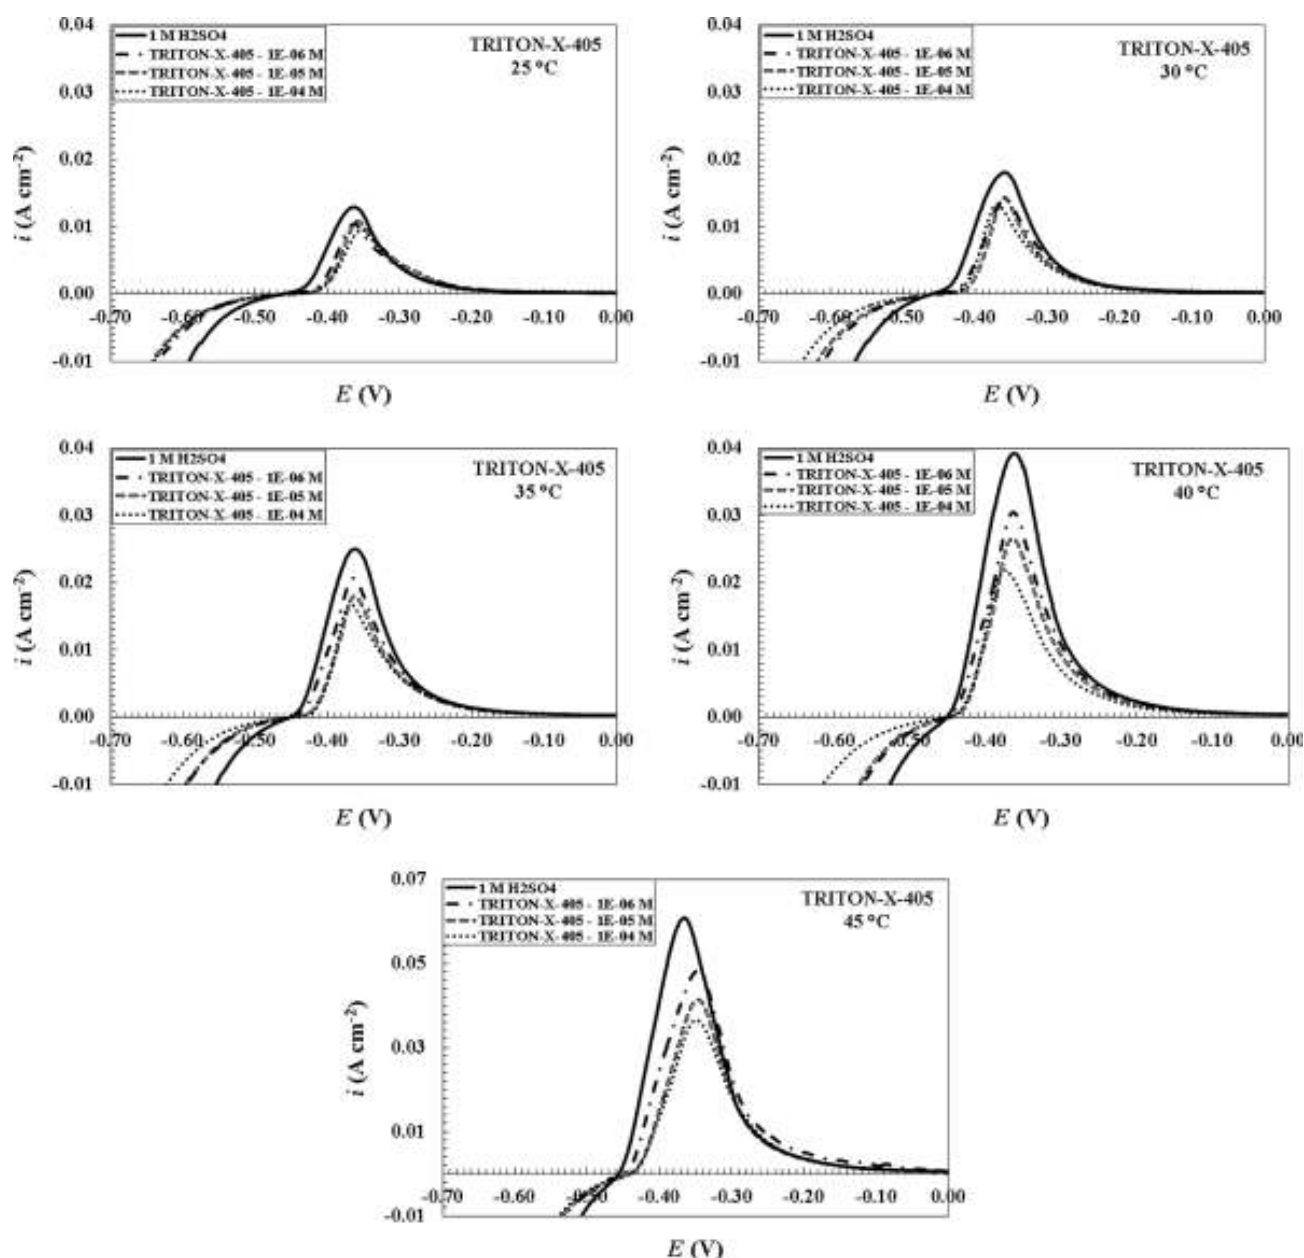 0.04
0.03
0.02
0.01
0.00
-0.01
1 M H2SO4
TRITON-X-405 - 1E-06 M
TRITON-X-405 - 1E-05 M
TRITON-X-405 - 1E-04 M
TRITON-X-405
25 °C
-0.70 -0.60 -0.50 -0.40 -0.30 -0.20 -0.10 0.00
i (A cm⁻²)
E (V)
0.04
0.03
0.02
0.01
0.00
-0.01
1 M H2SO4
TRITON-X-405 - 1E-06 M
TRITON-X-405 - 1E-05 M
TRITON-X-405 - 1E-04 M
TRITON-X-405
30 °C
-0.70 -0.60 -0.50 -0.40 -0.30 -0.20 -0.10 0.00
i (A cm⁻²)
E (V)
0.04
0.03
0.02
0.01
0.00
-0.01
1 M H2SO4
TRITON-X-405 - 1E-06 M
TRITON-X-405 - 1E-05 M
TRITON-X-405 - 1E-04 M
TRITON-X-405
35 °C
-0.70 -0.60 -0.50 -0.40 -0.30 -0.20 -0.10 0.00
i (A cm⁻²)
E (V)
0.04
0.03
0.02
0.01
0.00
-0.01
1 M H2SO4
TRITON-X-405 - 1E-06 M
TRITON-X-405 - 1E-05 M
TRITON-X-405 - 1E-04 M
TRITON-X-405
40 °C
-0.70 -0.60 -0.50 -0.40 -0.30 -0.20 -0.10 0.00
i (A cm⁻²)
E (V)
0.07
0.05
0.03
0.01
-0.01
1 M H2SO4
TRITON-X-405 - 1E-06 M
TRITON-X-405 - 1E-05 M
TRITON-X-405 - 1E-04 M
TRITON-X-405
45 °C
-0.70 -0.60 -0.50 -0.40 -0.30 -0.20 -0.10 0.00
i (A cm⁻²)
E (V)